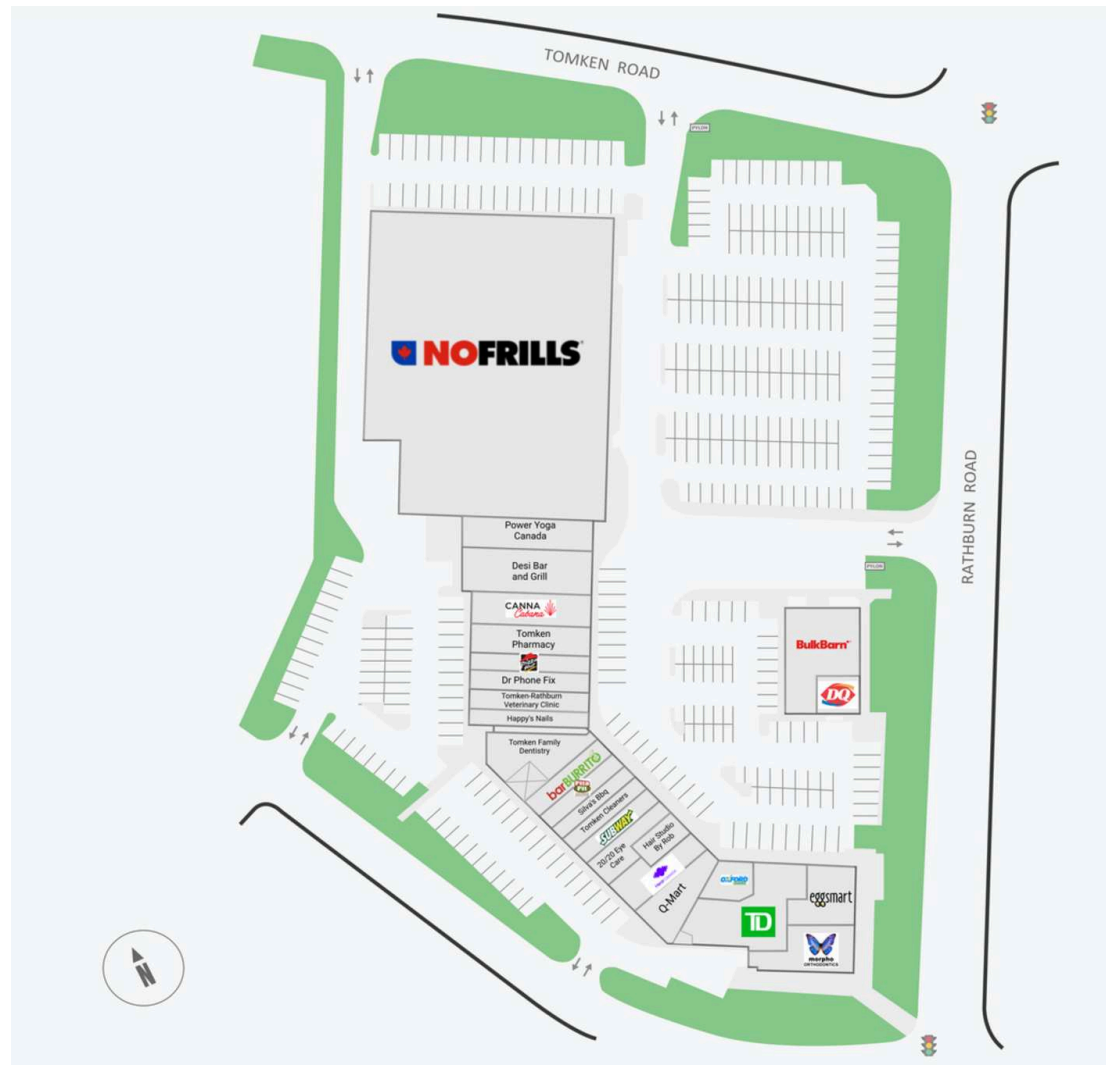 TOMKEN ROAD
PYLON
NOFRILLS
RATHBURN ROAD
Power Yoga
Canada
Desi Bar
and Grill
PYLON
CANNA
Cabana
Tomken
Pharmacy
BulkBarn
Dr Phone Fix
DQ
Tomken-Rathburn
Veterinary Clinic
Happy's Nails
Tomken Family
Dentistry
barBURRITO
Silva's Bbq
Tomken Cleaners
SUBWAY
Hair Studio
By Rob
20/20 Eye
Care
Q-Mart
OXFORD
eggsmart
TD
morpho
ORTHODONTICS
N